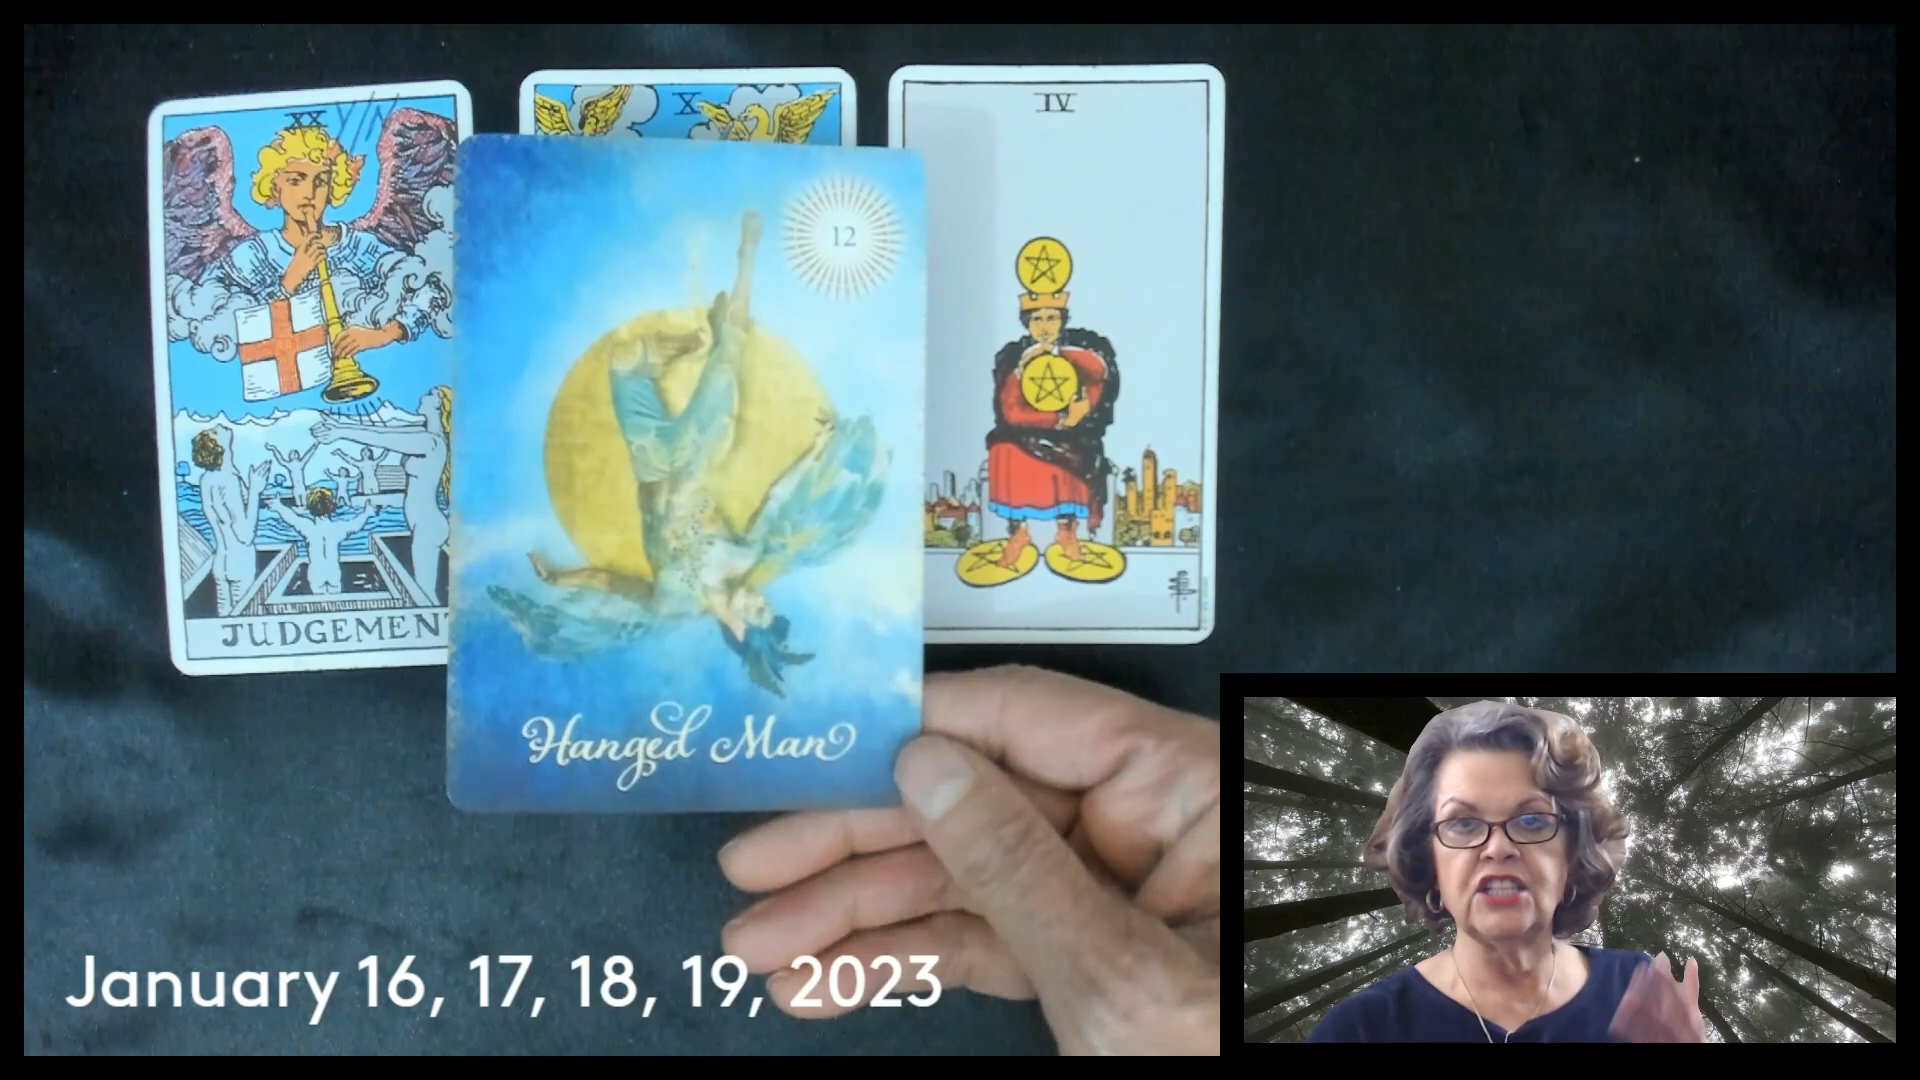 XX Y/N
X
IV
12
JUDGEMENT
Hanged Man
January 16, 17, 18, 19, 2023